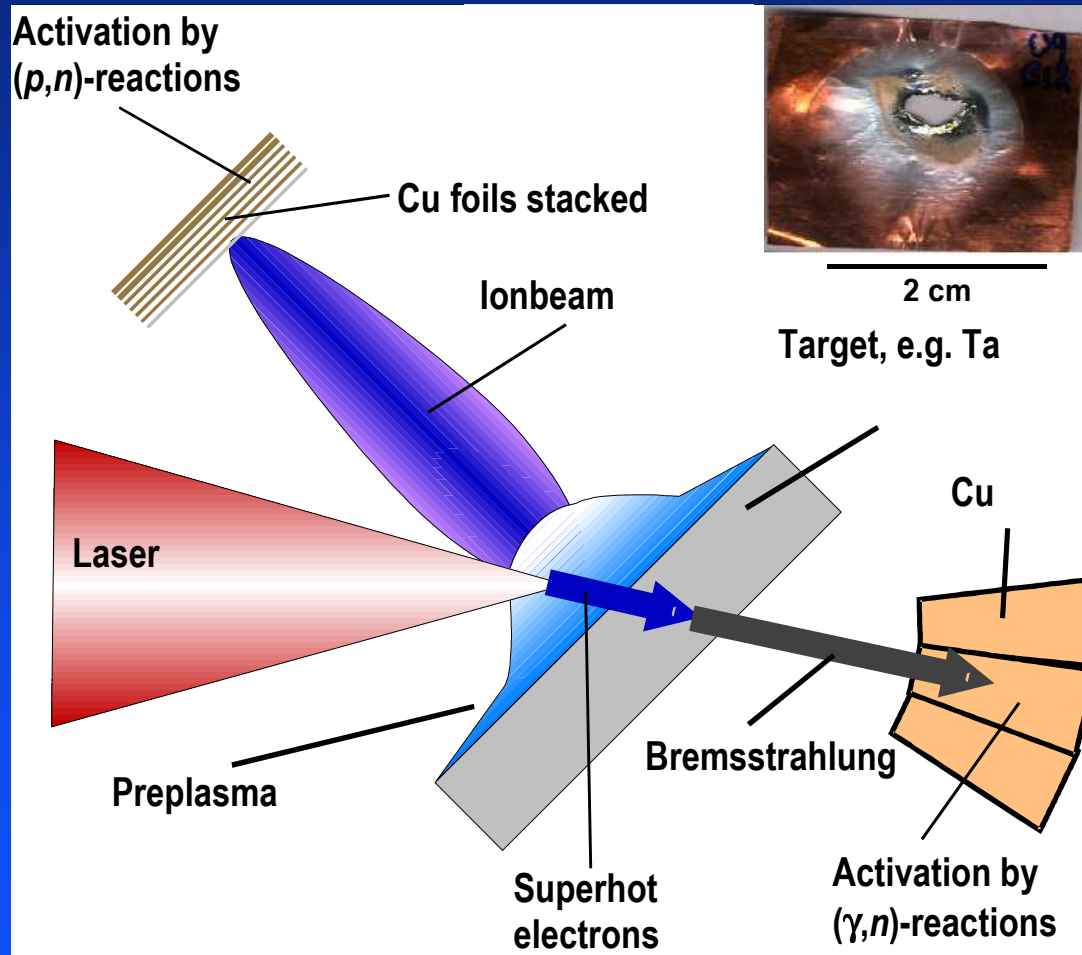 Activation by
(p,n)-reactions
Cu foils stacked
Ionbeam
2 cm
Target, e.g. Ta
Cu
Laser
Bremsstrahlung
Preplasma
Superhot
electrons
Activation by
(γ,n)-reactions